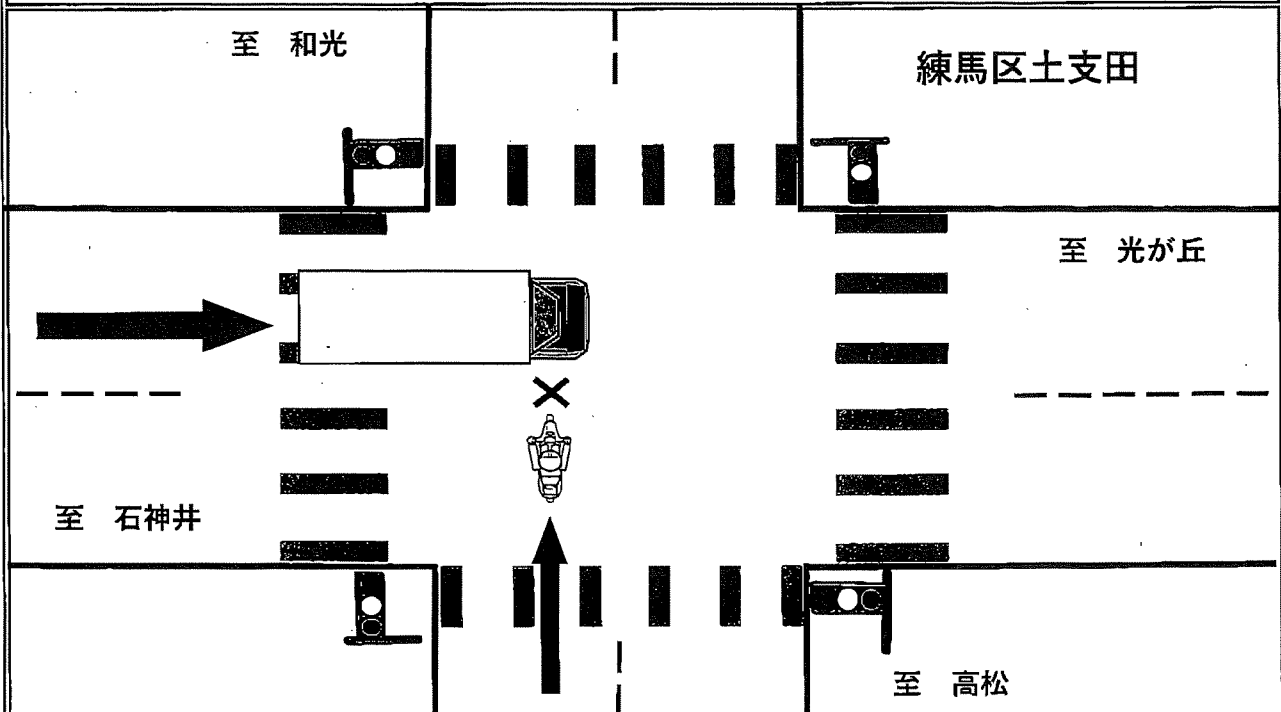 至 和光
練馬区土支田
至 光が丘
至 石神井
至 高松